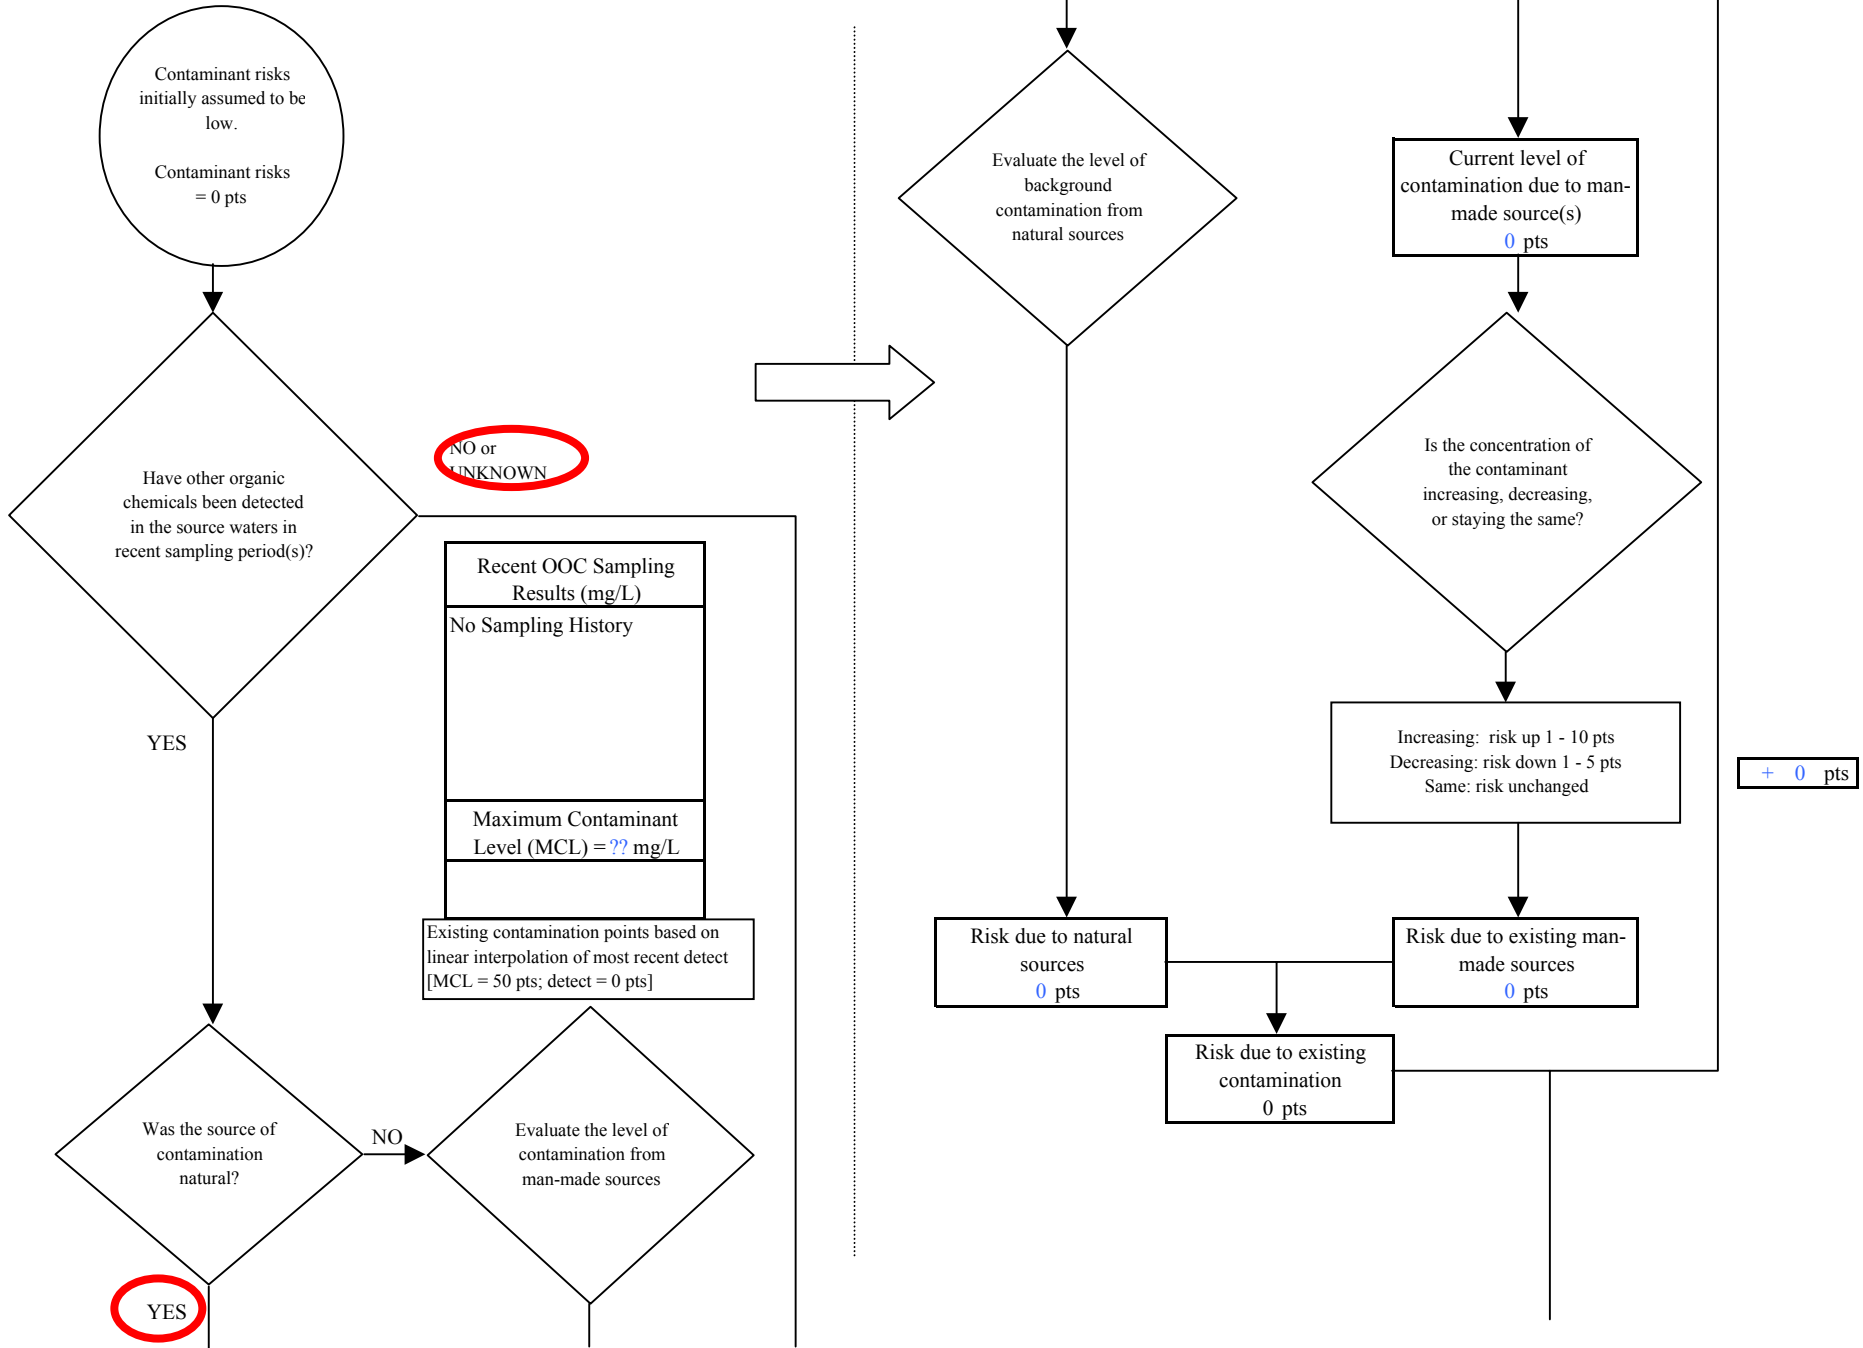 Contaminant risks
initially assumed to be
low.
Contaminant risks
= 0 pts
Have other organic
chemicals been detected
in the source waters in
recent sampling period(s)?
NO or
UNKNOWN
YES
Recent OOC Sampling
Results (mg/L)
No Sampling History
Maximum Contaminant
Level (MCL) = ?? mg/L
Existing contamination points based on
linear interpolation of most recent detect
[MCL = 50 pts; detect = 0 pts]
Was the source of
contamination
natural?
NO
Evaluate the level of
contamination from
man-made sources
YES
Evaluate the level of
background
contamination from
natural sources
Current level of
contamination due to man-
made source(s)
0 pts
Is the concentration of
the contaminant
increasing, decreasing,
or staying the same?
Increasing: risk up 1 - 10 pts
Decreasing: risk down 1 - 5 pts
Same: risk unchanged
+ 0 pts
Risk due to natural
sources
0 pts
Risk due to existing man-
made sources
0 pts
Risk due to existing
contamination
0 pts